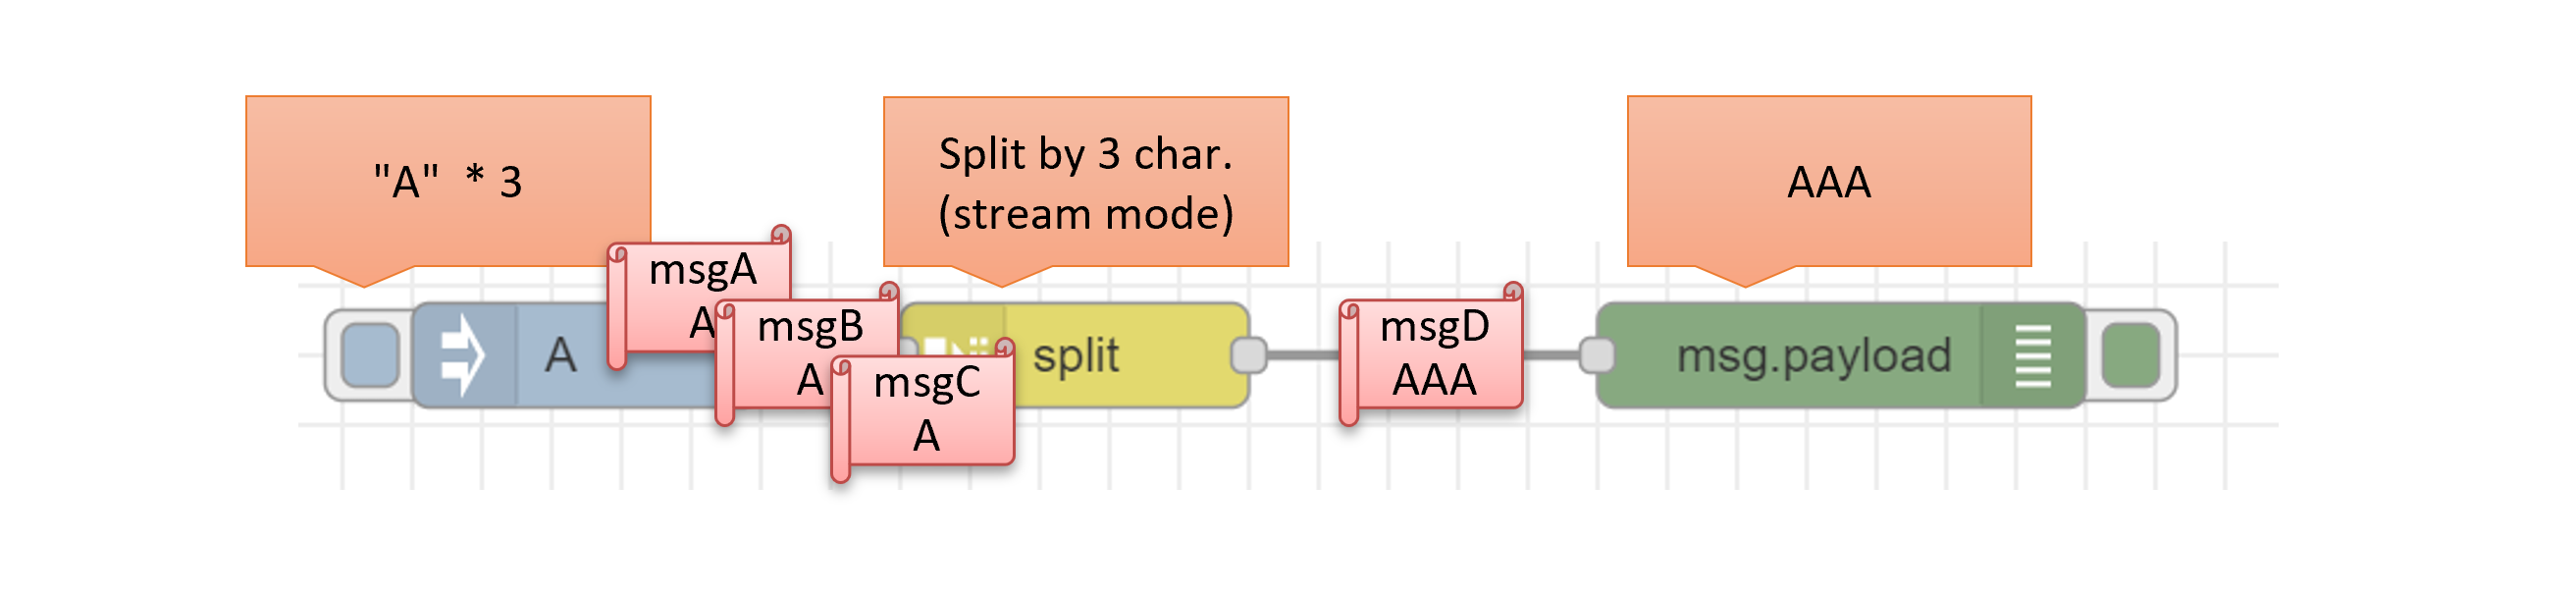 "A" * 3
Split by 3 char.
(stream mode)
AAA
msgA
A
msgB
A
msgC
A
msgD
AAA
A
split
msg.payload